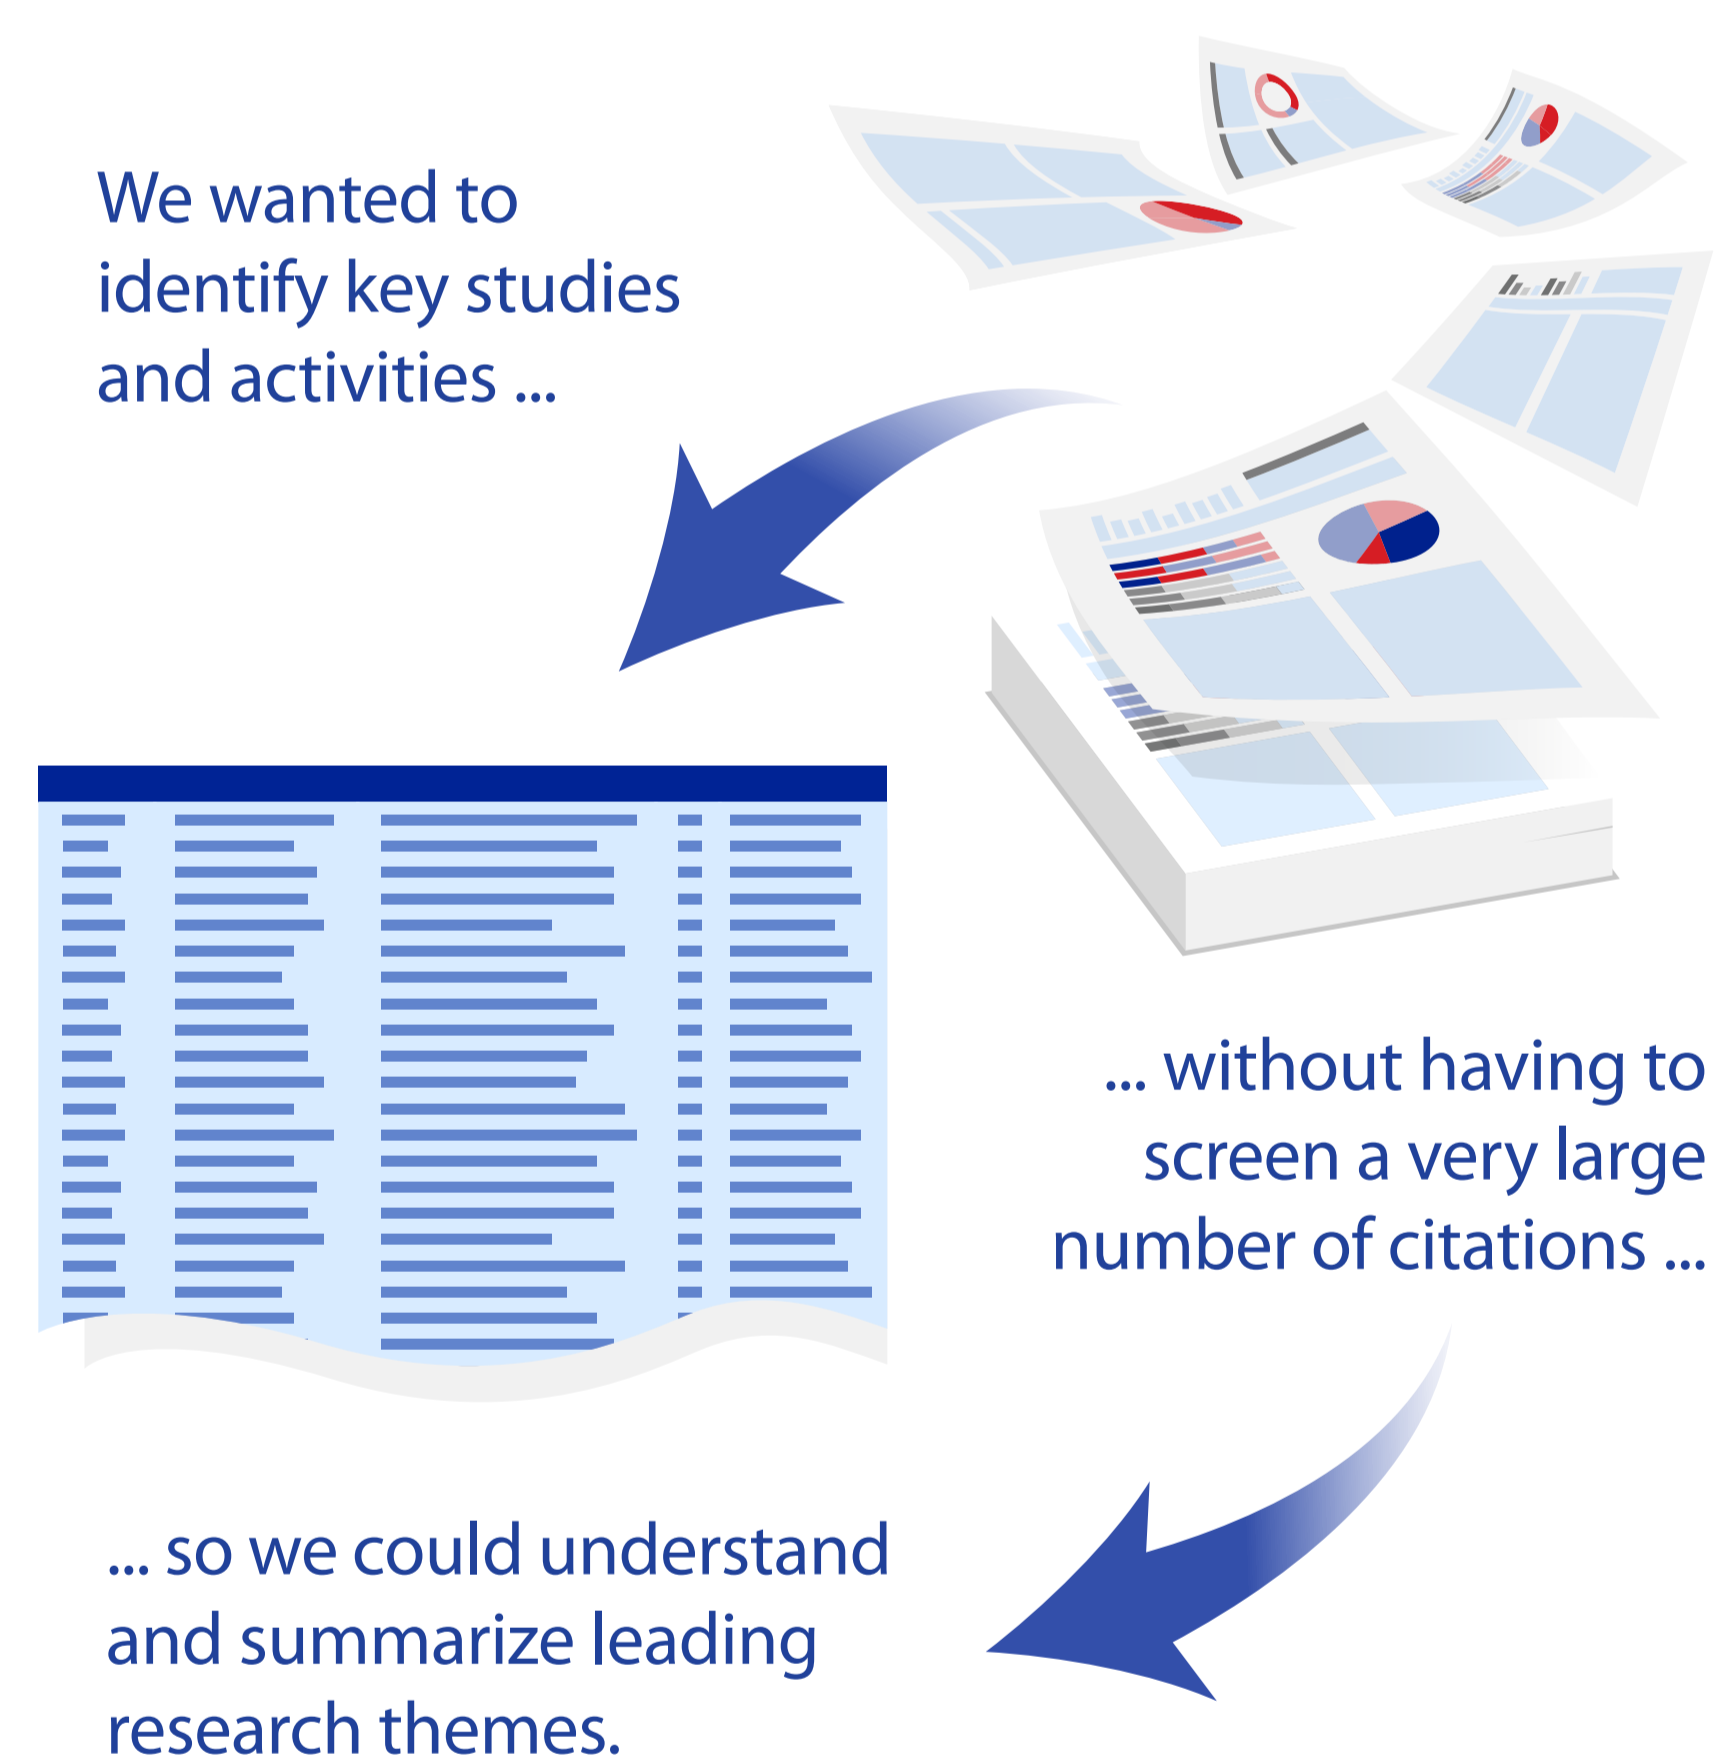 We wanted to
identify key studies
and activities ...
... without having to
screen a very large
number of citations ...
... so we could understand
and summarize leading
research themes.